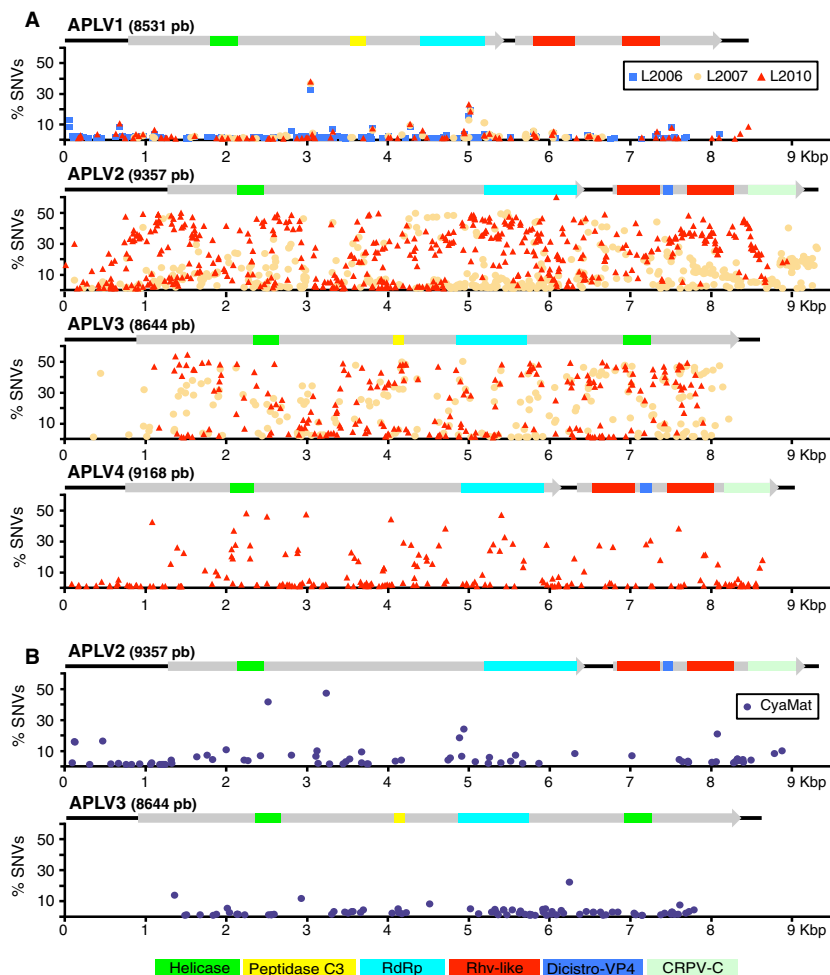 A
APLV1 (8531 pb)
% SNVs
50
30
10
L2006 L2007 L2010
0 1 2 3 4 5 6 7 8 9 Kbp
APLV2 (9357 pb)
% SNVs
50
30
10
0 1 2 3 4 5 6 7 8 9 Kbp
APLV3 (8644 pb)
% SNVs
50
30
10
0 1 2 3 4 5 6 7 8 9 Kbp
APLV4 (9168 pb)
% SNVs
50
30
10
0 1 2 3 4 5 6 7 8 9 Kbp
B
APLV2 (9357 pb)
% SNVs
50
30
10
CyaMat
0 1 2 3 4 5 6 7 8 9 Kbp
APLV3 (8644 pb)
% SNVs
50
30
10
0 1 2 3 4 5 6 7 8 9 Kbp
Helicase Peptidase C3 RdRp Rhv-like Dicistro-VP4 CRPV-C